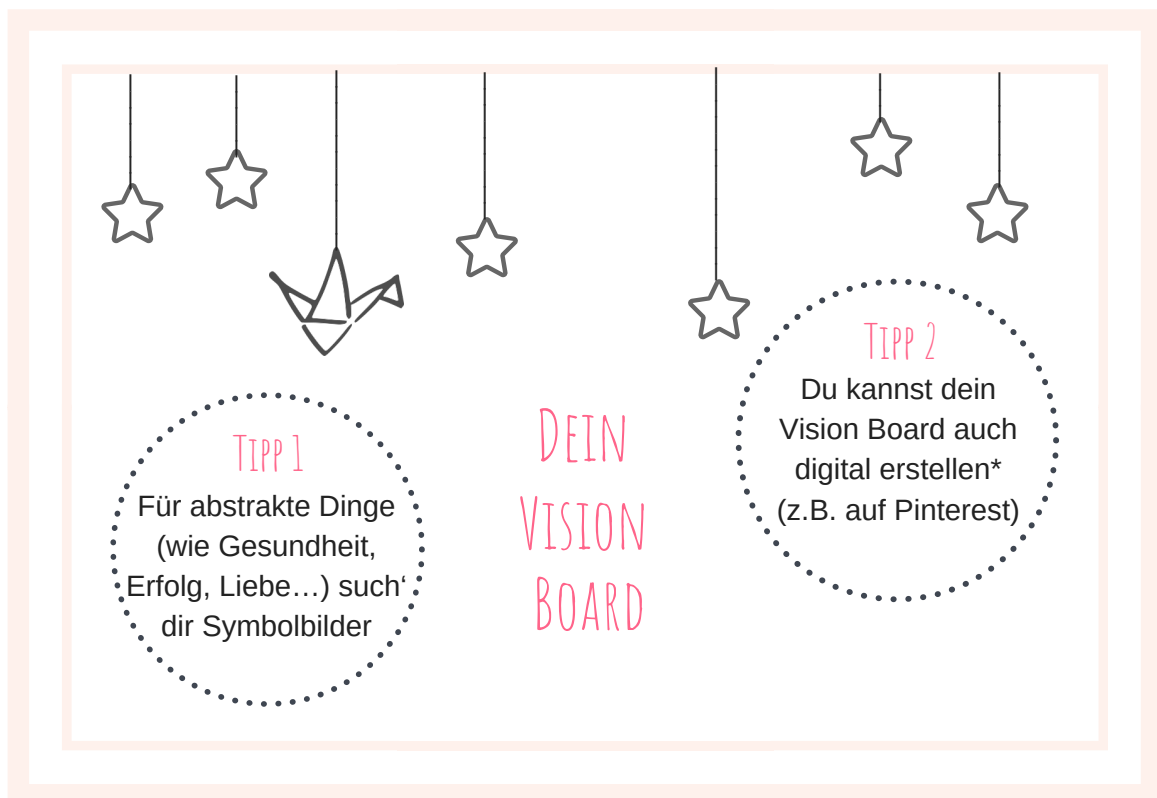 Tipp 1
Für abstrakte Dinge
(wie Gesundheit,
Erfolg, Liebe…) such‘
dir Symbolbilder
Dein
Vision
Board
Tipp 2
Du kannst dein
Vision Board auch
digital erstellen*
(z.B. auf Pinterest)